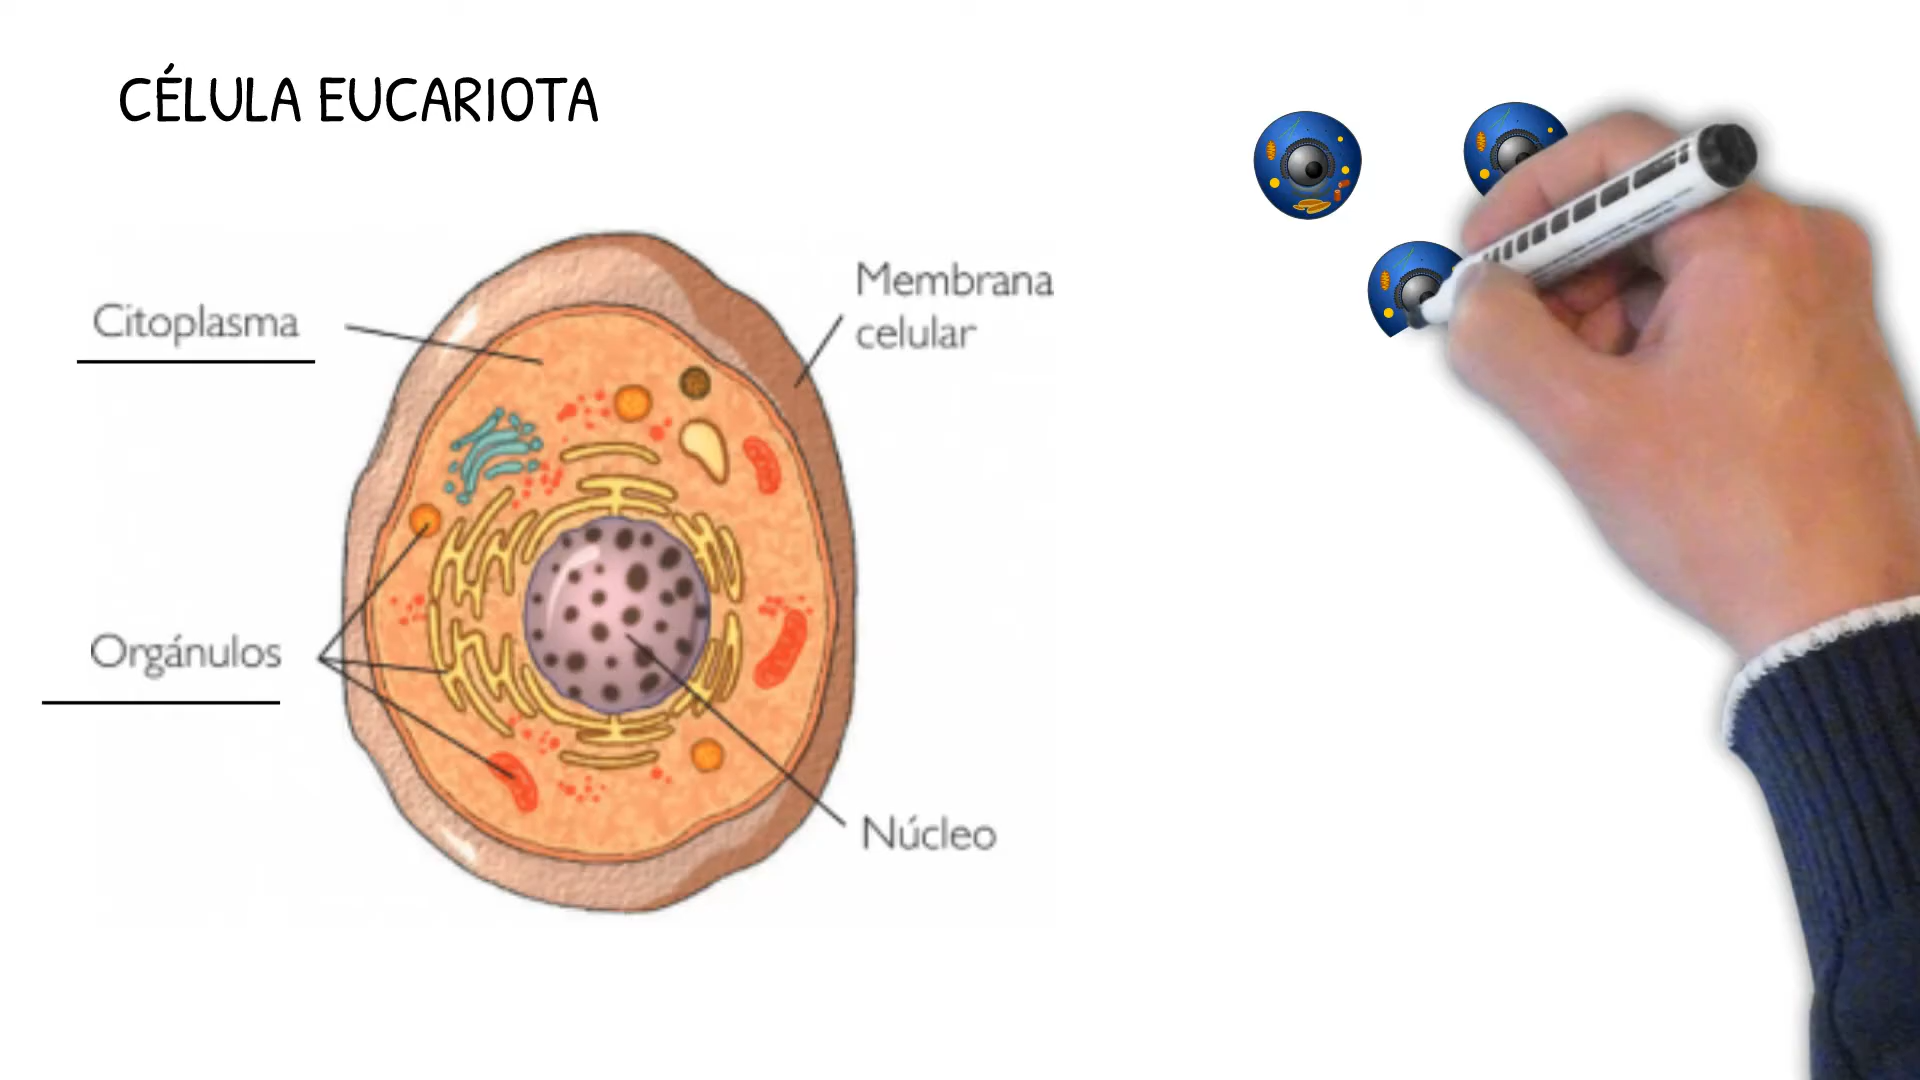 CÉLULA EUCARIOTA
Citoplasma
Membrana
celular
Orgánulos
Núcleo